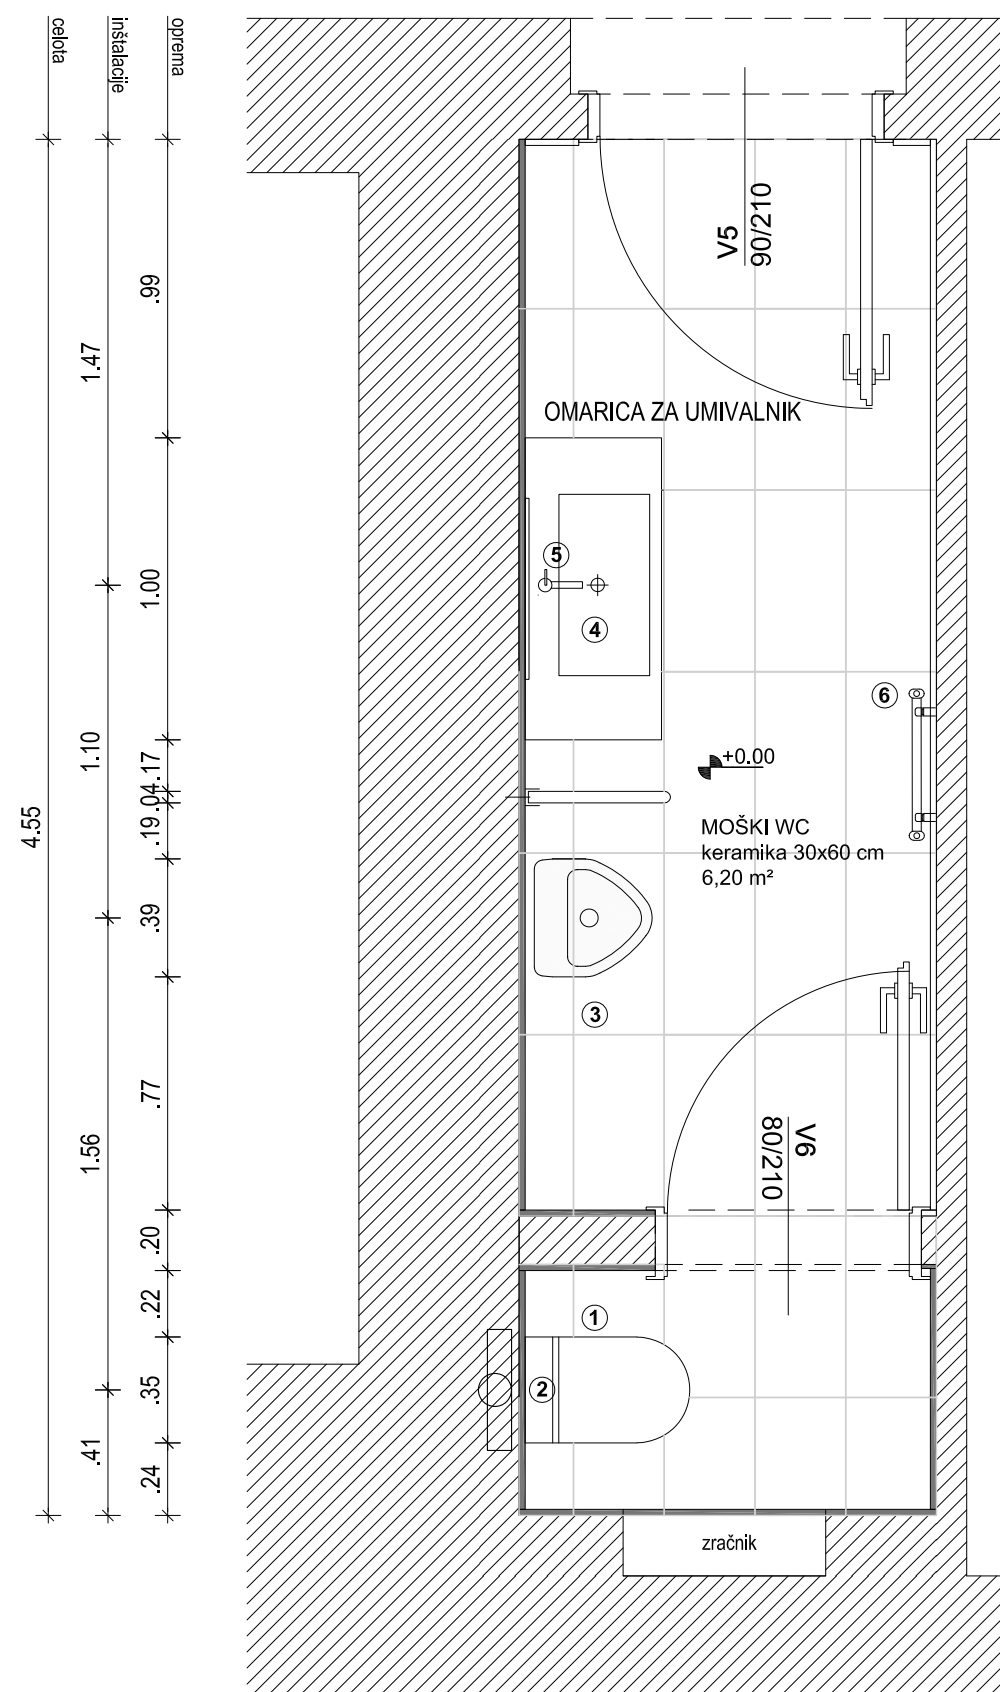 celota
inštalacije
oprema
4.55
1.47
1.10
1.56
.41
.99
1.00
.17
.04
.19
.39
.77
.20
.22
.35
.24
V5
90/210
OMARICA ZA UMIVALNIK
5
4
6
+0.00
MOŠKI WC
keramika 30x60 cm
6,20 m²
3
V6
80/210
1
2
zračnik